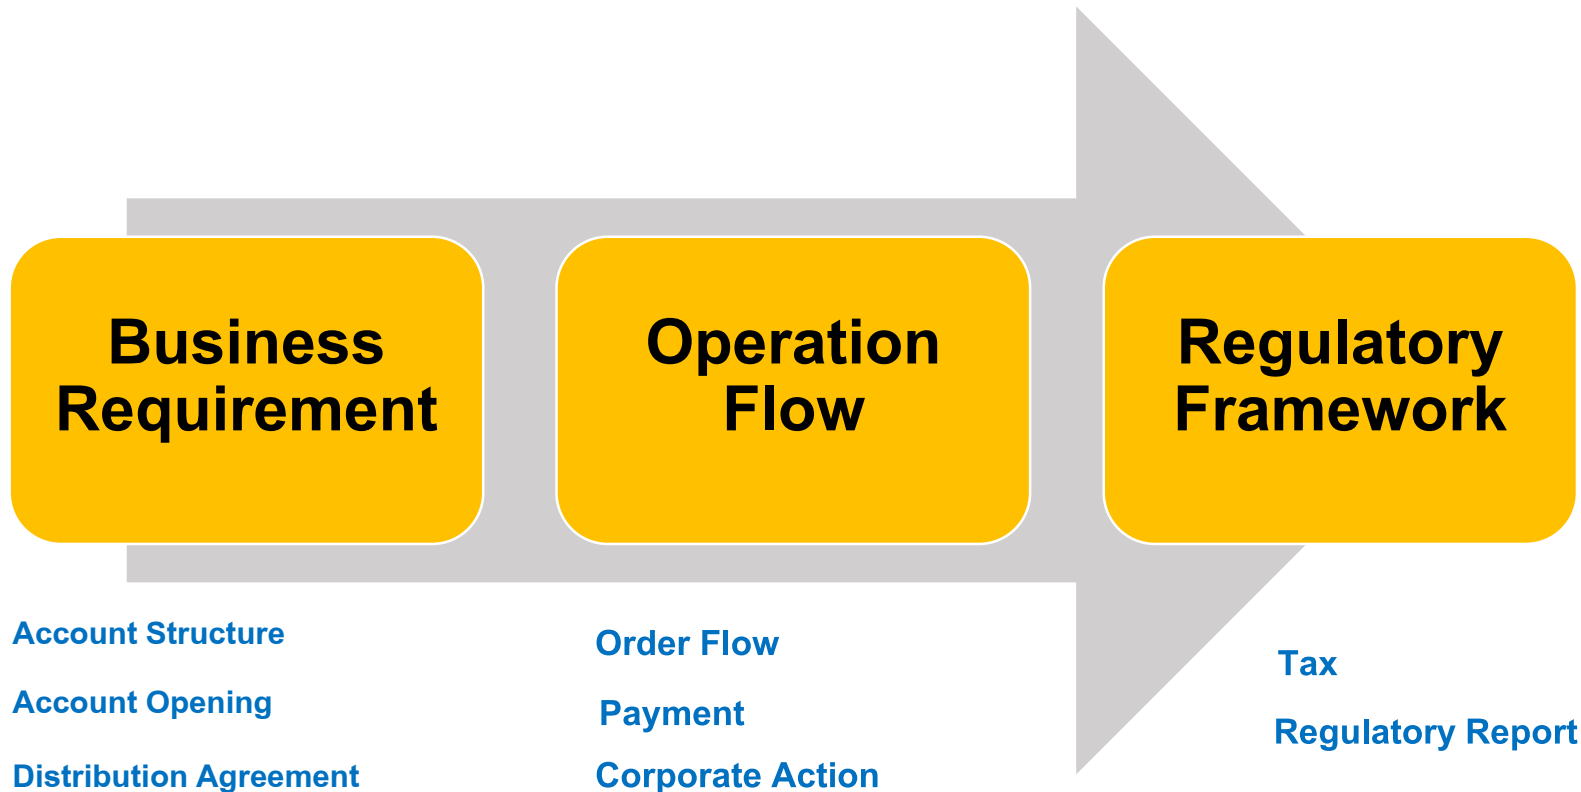 Business
Requirement
Operation
Flow
Regulatory
Framework
Account Structure
Account Opening
Distribution Agreement
Order Flow
Payment
Corporate Action
Tax
Regulatory Report